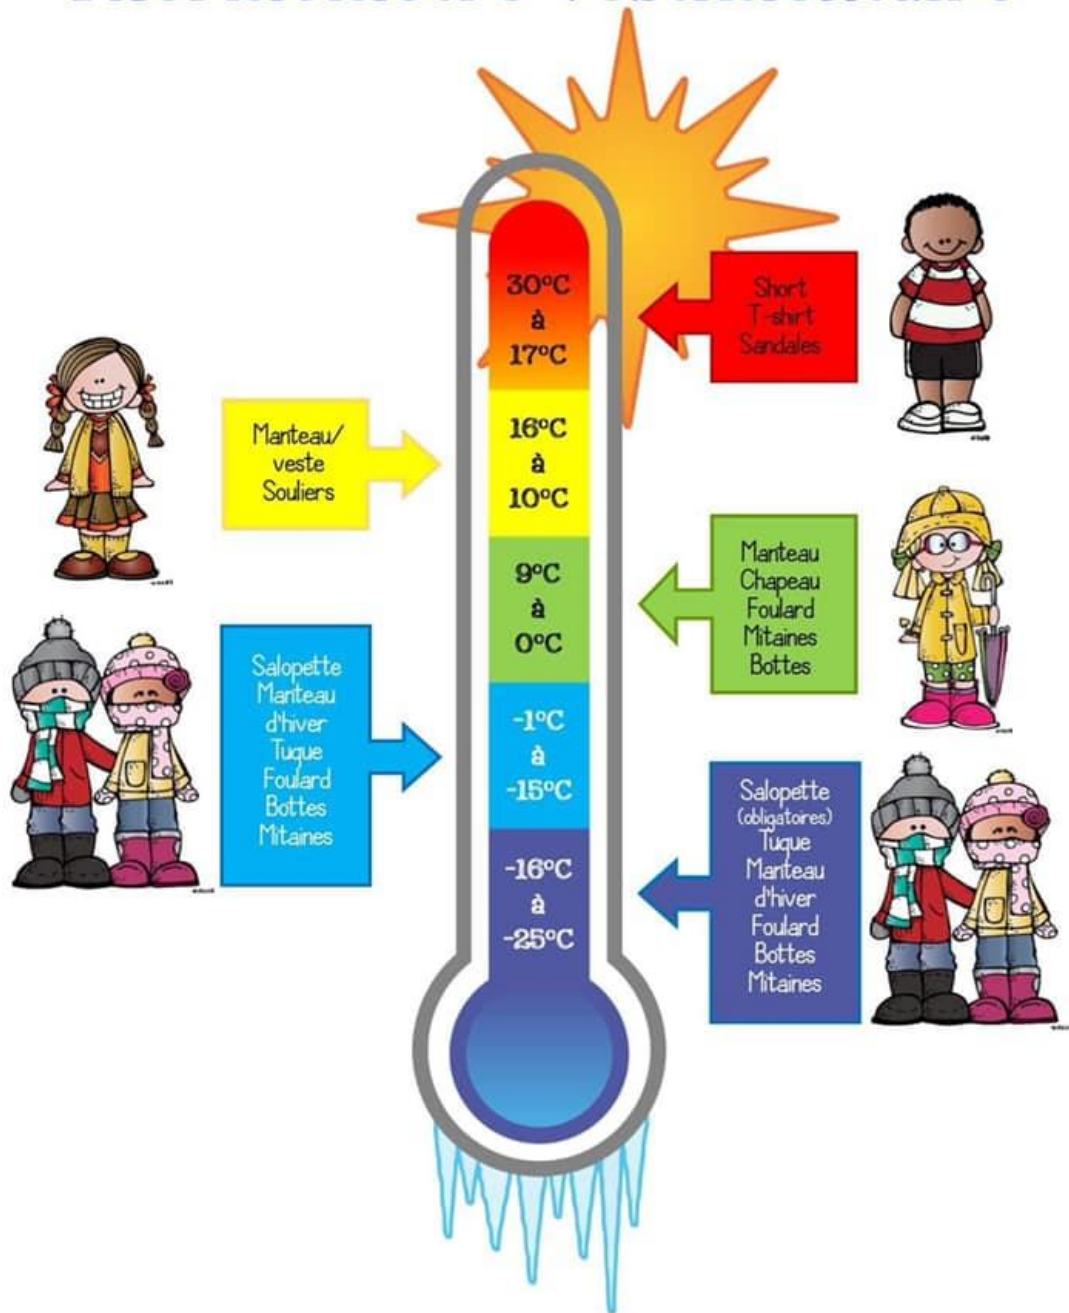 30°C
à
17°C
Short
T-shirt
Sandales
Manteau/
veste
Souliers
16°C
à
10°C
9°C
à
0°C
Manteau
Chapeau
Foulard
Mitaines
Bottes
Salopette
Manteau
d'hiver
Tuque
Foulard
Bottes
Mitaines
-1°C
à
-15°C
-16°C
à
-25°C
Salopette
(obligatoires)
Tuque
Manteau
d'hiver
Foulard
Bottes
Mitaines